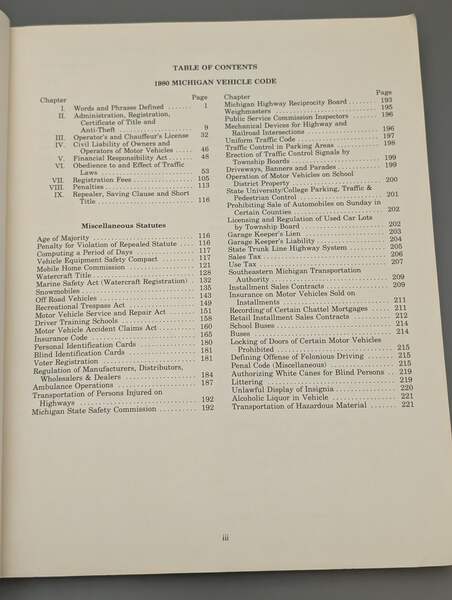 TABLE OF CONTENTS
1980 MICHIGAN VEHICLE CODE
Chapter Page
I. Words and Phrases Defined ....... 1
II. Administration, Registration,
Certificate of Title and
Anti-Theft .................... 9
III. Operator's and Chauffeur's License 32
IV. Civil Liability of Owners and
Operators of Motor Vehicles .... 46
V. Financial Responsibility Act ...... 48
VI. Obedience to and Effect of Traffic
Laws ......................... 53
VII. Registration Fees ................ 105
VIII. Penalties ....................... 113
IX. Repealer, Saving Clause and Short
Title ......................... 116
Miscellaneous Statutes
Age of Majority ........................ 116
Penalty for Violation of Repealed Statute ... 116
Computing a Period of Days .............. 117
Vehicle Equipment Safety Compact ........ 117
Mobile Home Commission ................ 121
Watercraft Title ........................ 128
Marine Safety Act (Watercraft Registration) 132
Snowmobiles ........................... 135
Off Road Vehicles ...................... 143
Recreational Trespass Act ............... 149
Motor Vehicle Service and Repair Act ..... 151
Driver Training Schools ................. 158
Motor Vehicle Accident Claims Act ....... 160
Insurance Code ......................... 165
Personal Identification Cards ............ 180
Blind Identification Cards ............... 181
Voter Registration ...................... 181
Regulation of Manufacturers, Distributors,
Wholesalers & Dealers ................ 184
Ambulance Operations .................. 187
Transportation of Persons Injured on
Highways ............................ 192
Michigan State Safety Commission ........ 192
Chapter Page
Michigan Highway Reciprocity Board ...... 193
Weighmasters .......................... 195
Public Service Commission Inspectors ..... 196
Mechanical Devices for Highway and
Railroad Intersections ................. 196
Uniform Traffic Code .................... 197
Traffic Control in Parking Areas .......... 198
Erection of Traffic Control Signals by
Township Boards ..................... 199
Driveways, Banners and Parades .......... 199
Operation of Motor Vehicles on School
District Property ...................... 200
State University/College Parking, Traffic &
Pedestrian Control .................... 201
Prohibiting Sale of Automobiles on Sunday in
Certain Counties ...................... 202
Licensing and Regulation of Used Car Lots
by Township Board .................... 202
Garage Keeper's Lien .................... 203
Garage Keeper's Liability ................ 204
State Trunk Line Highway System ......... 205
Sales Tax .............................. 206
Use Tax ............................... 207
Southeastern Michigan Transportation
Authority ............................ 209
Installment Sales Contracts .............. 209
Insurance on Motor Vehicles Sold on
Installments ......................... 211
Recording of Certain Chattel Mortgages .... 211
Retail Installment Sales Contracts ........ 212
School Buses ........................... 214
Buses ................................. 214
Locking of Doors of Certain Motor Vehicles
Prohibited ........................... 215
Defining Offense of Felonious Driving ..... 215
Penal Code (Miscellaneous) ............... 215
Authorizing White Canes for Blind Persons .. 219
Littering ............................... 219
Unlawful Display of Insignia ............. 220
Alcoholic Liquor in Vehicle ............... 221
Transportation of Hazardous Material ...... 221
iii